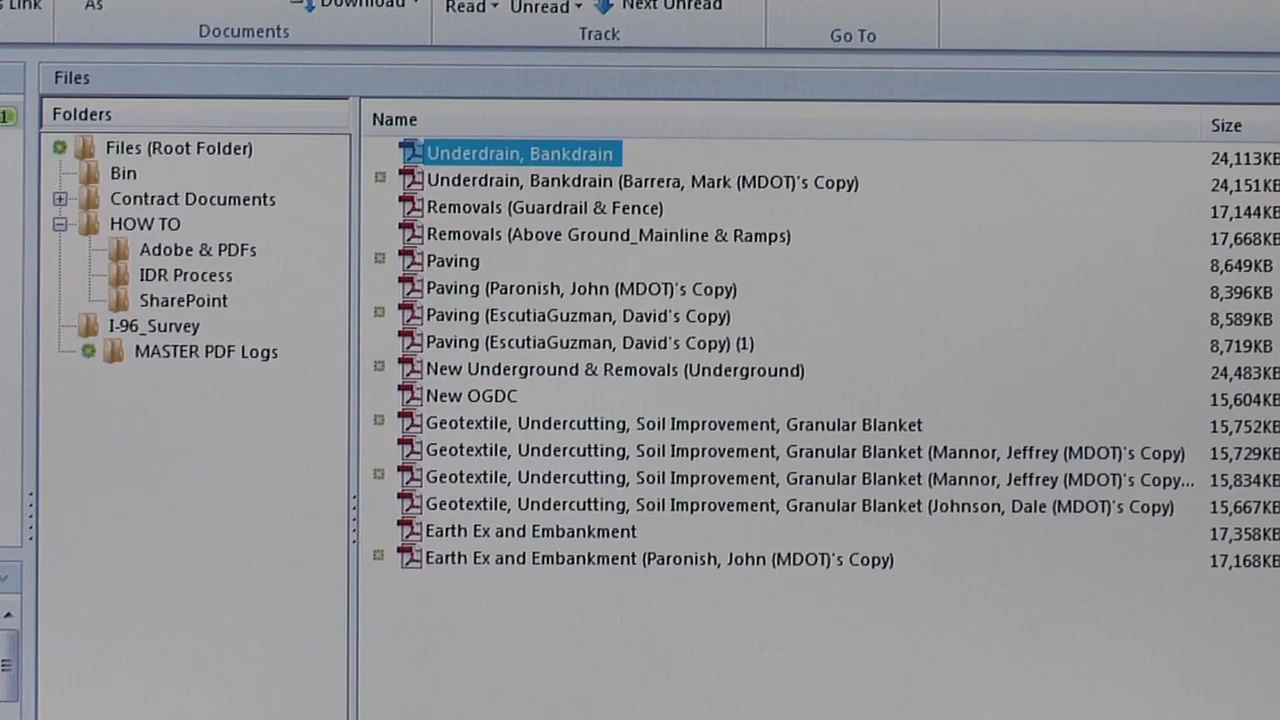 Link As Download Read Unread Next Unread
Documents Track Go To
Files
1
Folders
Files (Root Folder)
Bin
Contract Documents
HOW TO
Adobe & PDFs
IDR Process
SharePoint
I-96_Survey
MASTER PDF Logs
Name Size
Underdrain, Bankdrain 24,113KB
Underdrain, Bankdrain (Barrera, Mark (MDOT)'s Copy) 24,151KB
Removals (Guardrail & Fence) 17,144KB
Removals (Above Ground_Mainline & Ramps) 17,668KB
Paving 8,649KB
Paving (Paronish, John (MDOT)'s Copy) 8,396KB
Paving (EscutiaGuzman, David's Copy) 8,589KB
Paving (EscutiaGuzman, David's Copy) (1) 8,719KB
New Underground & Removals (Underground) 24,483KB
New OGDC 15,604KB
Geotextile, Undercutting, Soil Improvement, Granular Blanket 15,752KB
Geotextile, Undercutting, Soil Improvement, Granular Blanket (Mannor, Jeffrey (MDOT)'s Copy) 15,729KB
Geotextile, Undercutting, Soil Improvement, Granular Blanket (Mannor, Jeffrey (MDOT)'s Copy... 15,834KB
Geotextile, Undercutting, Soil Improvement, Granular Blanket (Johnson, Dale (MDOT)'s Copy) 15,667KB
Earth Ex and Embankment 17,358KB
Earth Ex and Embankment (Paronish, John (MDOT)'s Copy) 17,168KB